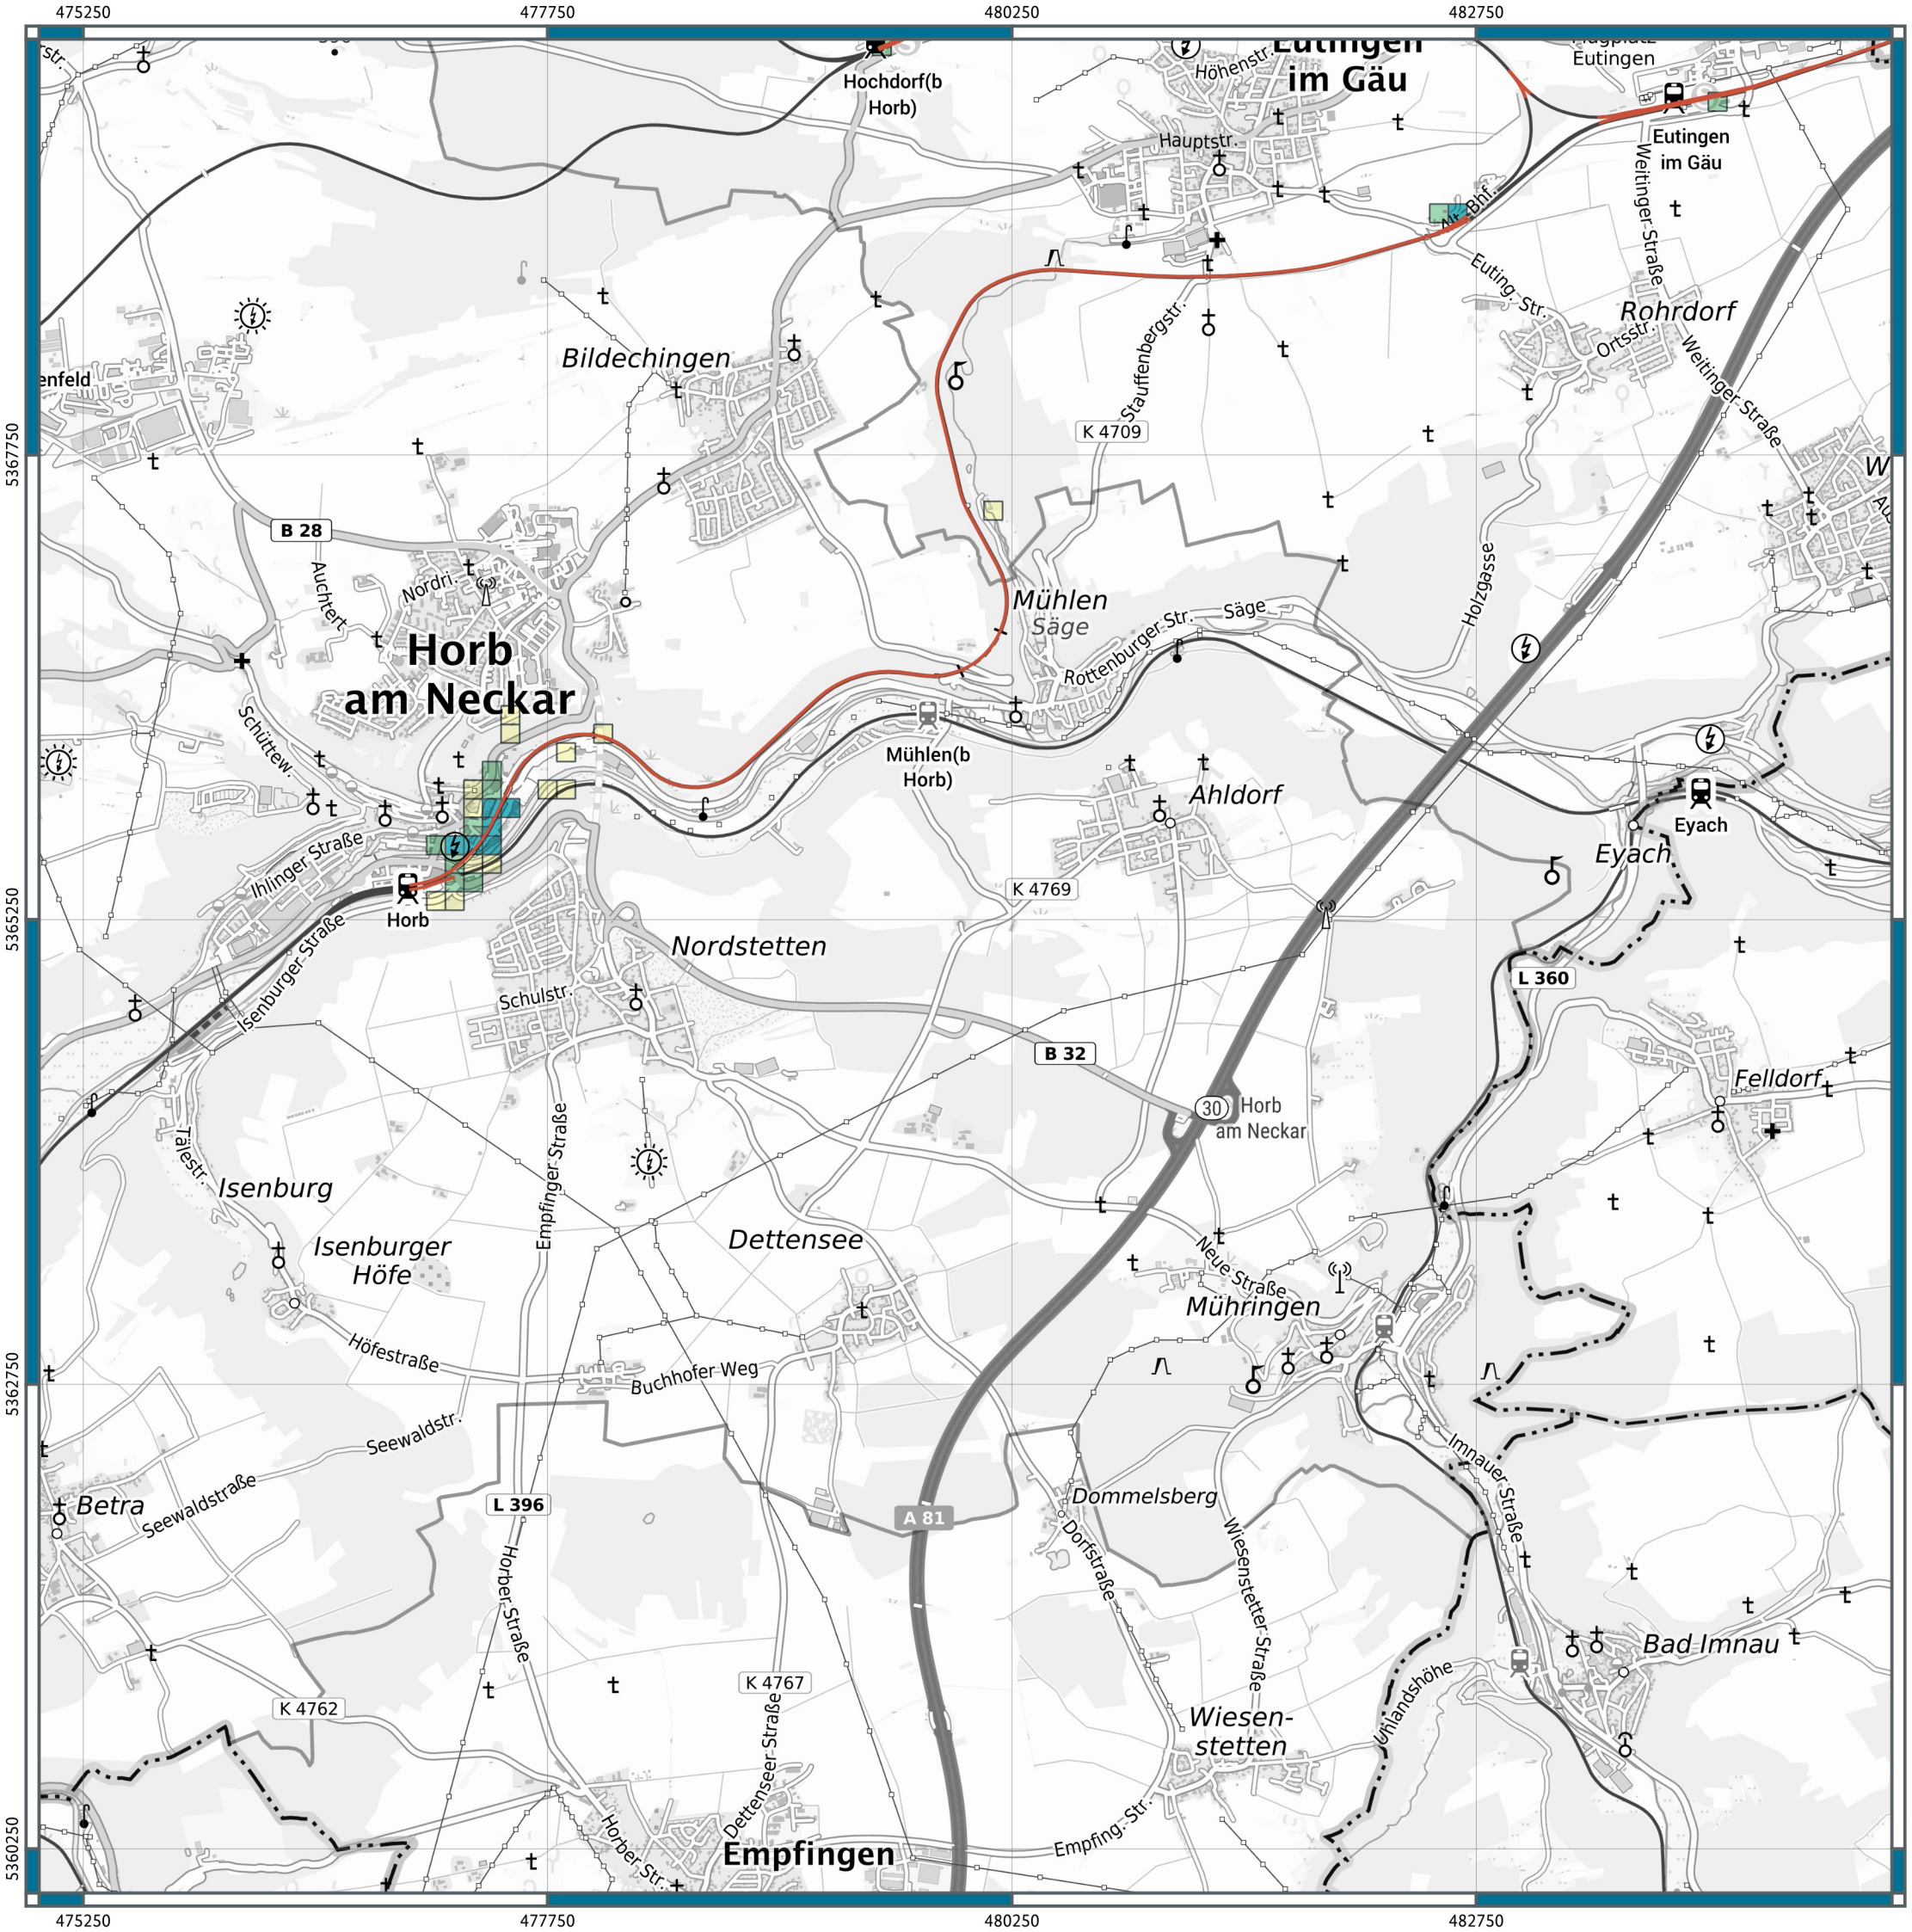 475250
477750
480250
482750
str.
Hochdorf(b
Horb)
Höhenstr.
Eutingen
im Gäu
Flugplatz
Eutingen
Hauptstr.
Eutingen
im Gäu
Weitinger-Straße
Alt.-Bhf.
Euting. Str.
Rohrdorf
Ortsstr.
Weitinger-Straße
Bildechingen
enfeld
Stauffenbergstr.
K 4709
5367750
W
B 28
Auchtert
Nordri.
Holzgasse
Mühlen
Säge
Säge
Rottenburger Str.
Horb
am Neckar
Schüttew.
Mühlen(b
Horb)
Ahldorf
Eyach
Eyach
Ihlinger Straße
K 4769
Horb
5365250
Isenburger-Straße
Nordstetten
L 360
Schulstr.
B 32
Felldorf
30
Horb
am Neckar
Tälestr.
Empfinger-Straße
Isenburg
Isenburger
Höfe
Dettensee
Neue Straße
Mühringen
Höfestraße
Buchhofer Weg
5362750
Seewaldstr.
Seewaldstraße
Imnauer-Straße
Betra
L 396
A 81
Dommelsberg
Dorfstraße
Wiesenstetter-Straße
Horber-Straße
Bad Imnau
K 4762
K 4767
Uhlandshöhe
Wiesen-
stetten
Dettenseer-Straße
Empfing.-Str.
Horber Str.
Empfingen
5360250
475250
477750
480250
482750